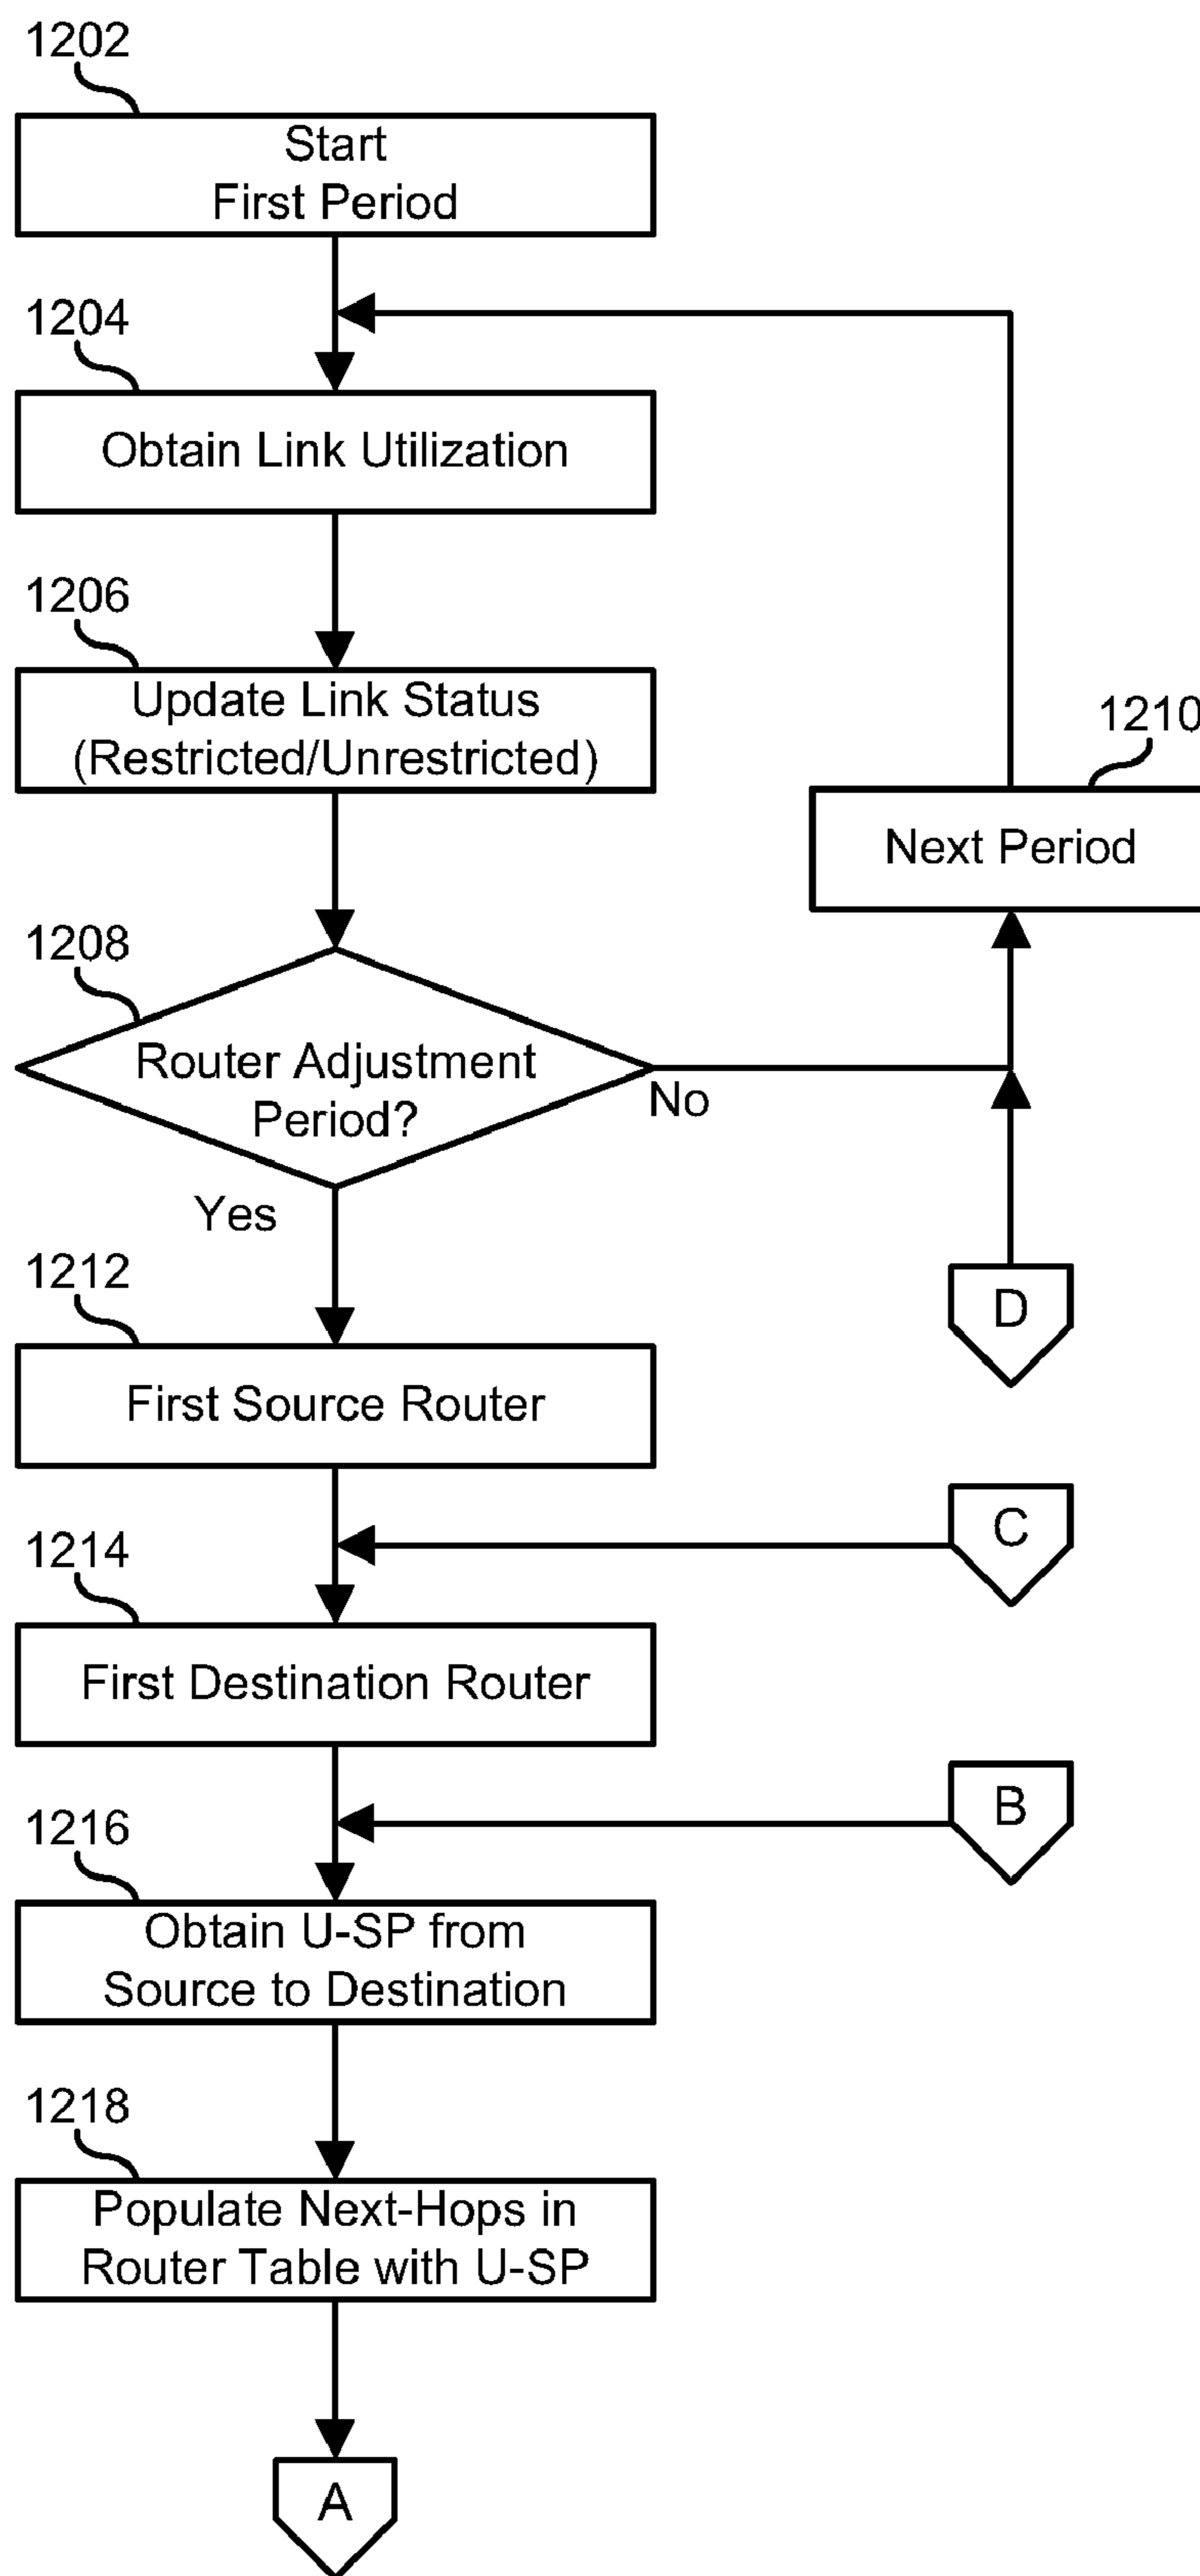 1202
Start
First Period
1204
Obtain Link Utilization
1206
Update Link Status
(Restricted/Unrestricted)
1210
Next Period
1208
Router Adjustment
Period?
No
Yes
1212
D
First Source Router
C
1214
First Destination Router
B
1216
Obtain U-SP from
Source to Destination
1218
Populate Next-Hops in
Router Table with U-SP
A